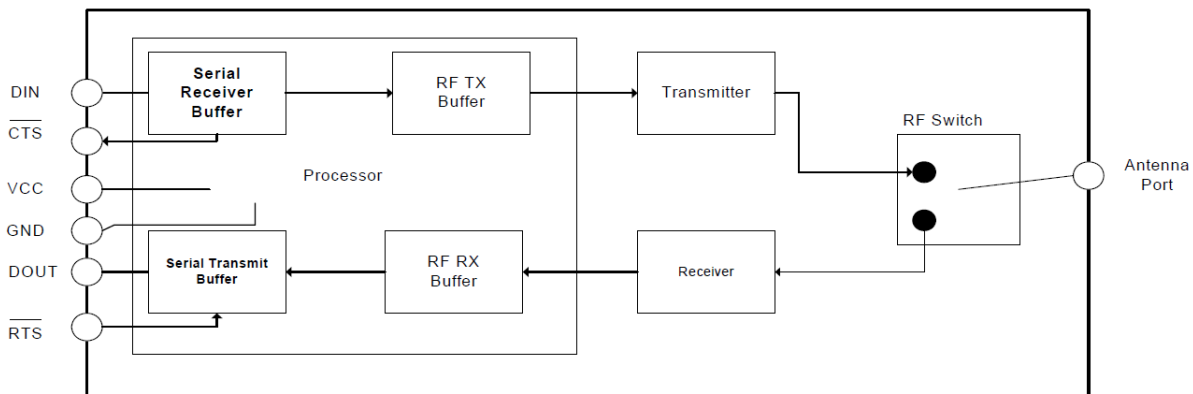 DIN
CTS
VCC
GND
DOUT
RTS
Serial
Receiver
Buffer
RF TX
Buffer
Transmitter
RF Switch
Antenna
Port
Processor
Serial Transmit
Buffer
RF RX
Buffer
Receiver